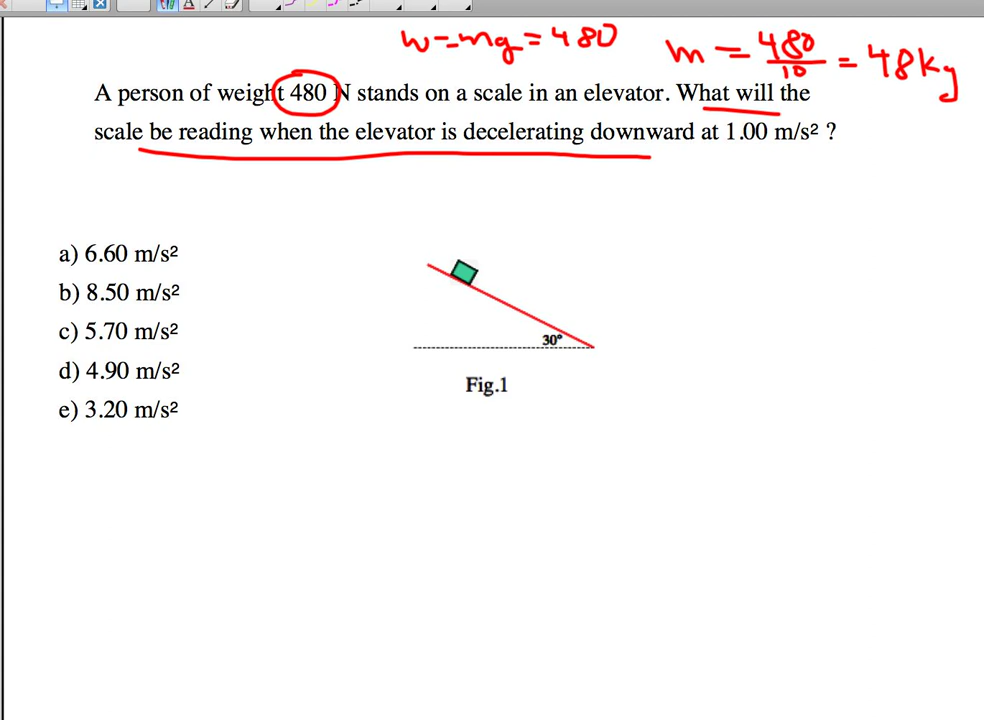 w=mg=480
m = 480/10 = 48kg
A person of weight 480 N stands on a scale in an elevator. What will the
scale be reading when the elevator is decelerating downward at 1.00 m/s² ?
a) 6.60 m/s²
b) 8.50 m/s²
c) 5.70 m/s²
d) 4.90 m/s²
e) 3.20 m/s²
30°
Fig.1